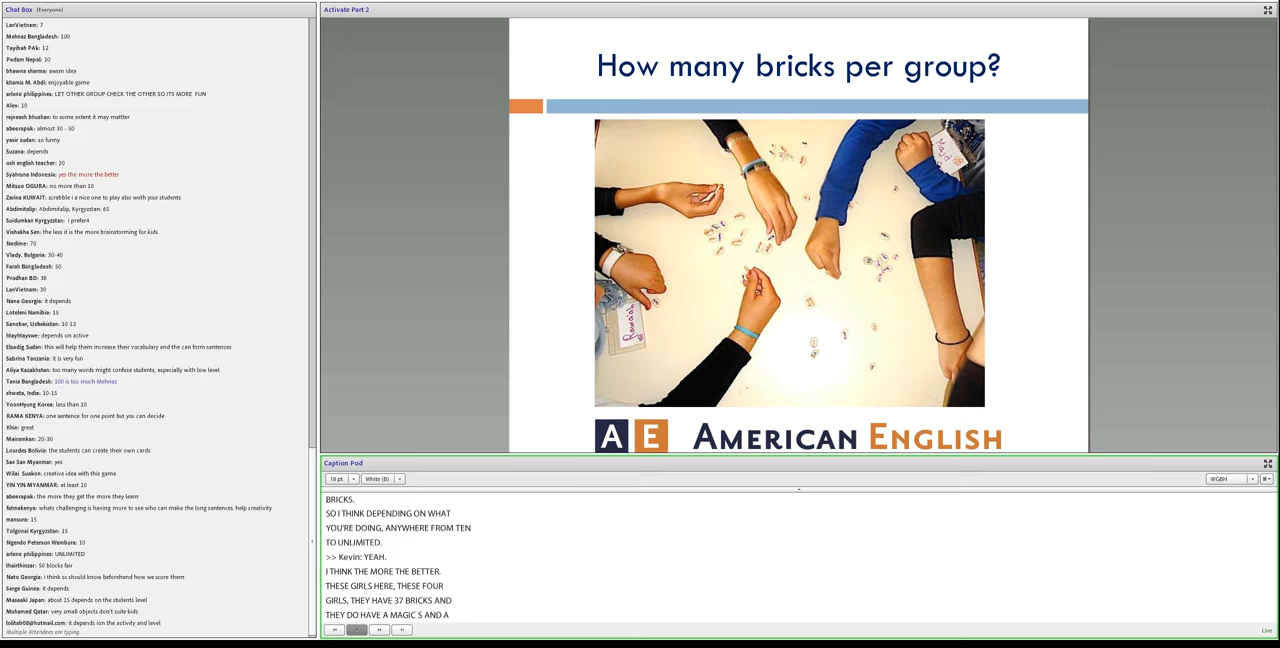 Chat Box (Everyone)
LanVietnam: 7
Mehnaz Bangladesh: 100
Tayibah PAk: 12
Padam Nepal: 10
bhawna sharma: awsm idea
khamis M. Abdi: enjoyable game
arlene philippines: LET OTHER GROUP CHECK THE OTHER SO ITS MORE FUN
Alex: 10
rajneesh bhushan: to some extent it may mattter
abeerapak: almost 30 - 50
yasir sudan: so funny
Suzana: depends
osh english teacher: 20
Syahruna Indonesia: yes the more the better
Mitsuo OGURA: no more than 10
Zarina KUWAIT: scrabble i a nice one to play also woth your students
Abdimitalip: Abdimitalip, Kyrgyzstan: 65
Suidumkan Kyrgyzstan: i prefer4
Vishakha Sen: the less it is the more brainstorming for kids
Nedime: 70
Vlady. Bulgaria: 30-40
Farah Bangladesh: 50
Prodhan BD: 38
LanVietnam: 30
Nana Georgia: it depends
Loteleni Namibia: 15
Sanobar, Uzbekistan: 10 12
MayMayswe: depends on active
Elsadig Sudan: this will help them increase their vocabulary and the can form sentences
Sabrina Tanzania: it is very fun
Aliya Kazakhstan: too many words might confuse students, especially with low level
Tania Bangladesh: 100 is too much Mehnaz
shweta, India: 10-15
YoonHyung Korea: less than 10
RAMA KENYA: one sentence for one point but you can decide
Khin: great
Mairamkan: 20-30
Lourdes Bolivia: the students can create their own cards
San San Myanmar: yes
Wilai Suakon: creative idea with this game
YIN YIN MYANMAR: at least 10
abeerapak: the more they get the more they learn
fatmakenya: whats challenging is having more to see who can make the long sentences. help creativity
mansura: 15
Tolgonai Kyrgyzstan: 15
Ngendo Peterson Wambura: 10
arlene philippines: UNLIMITED
thairthinzar: 50 blocks fair
Nato Georgia: i think ss should know beforehand how we score them
Serge Guinea: it depends
Masaaki Japan: about 15 depends on the students level
Mohamed Qatar: very small objects don't suite kids
lolitalr08@hotmail.com: it depends ion the activity and level
Multiple Attendees are typing...
Activate Part 2
How many bricks per group?
Rawaah
A E AMERICAN ENGLISH
Caption Pod
18 pt White (B) WGBH
BRICKS.
SO I THINK DEPENDING ON WHAT
YOU'RE DOING, ANYWHERE FROM TEN
TO UNLIMITED.
>> Kevin: YEAH.
I THINK THE MORE THE BETTER.
THESE GIRLS HERE, THESE FOUR
GIRLS, THEY HAVE 37 BRICKS AND
THEY DO HAVE A MAGIC S AND A
Live